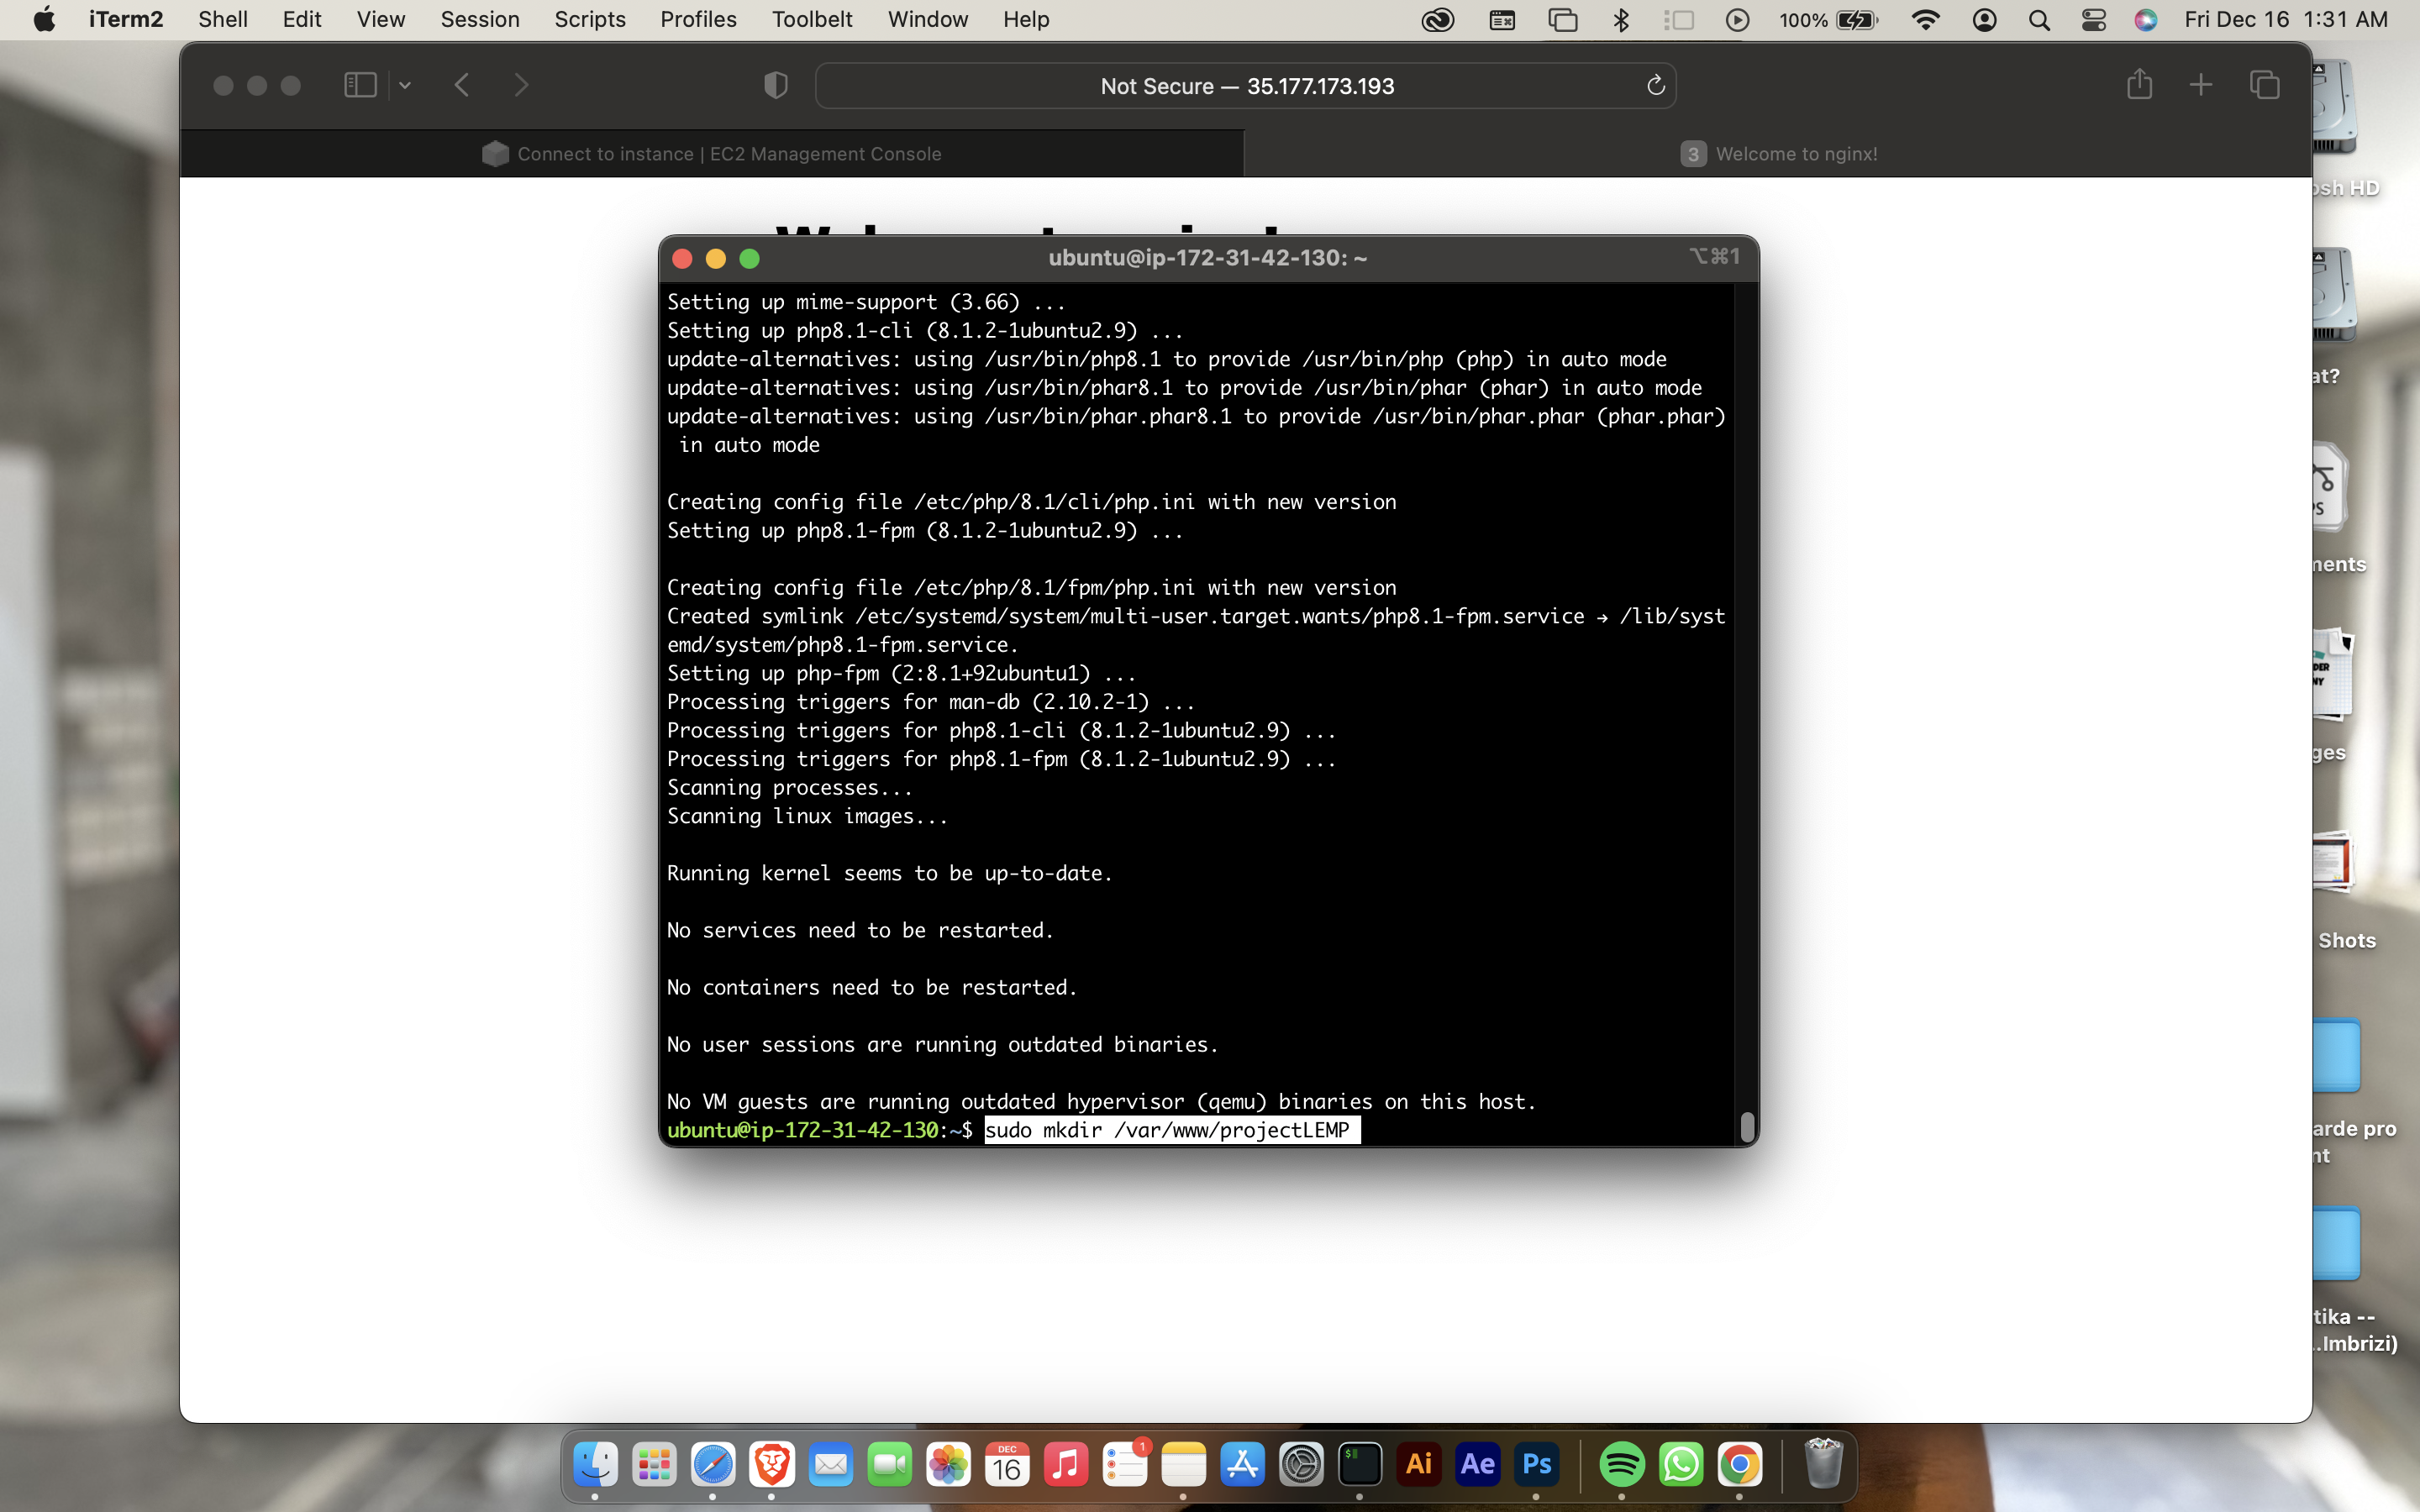 iTerm2 Shell Edit View Session Scripts Profiles Toolbelt Window Help 100% Fri Dec 16 1:31 AM
Not Secure — 35.177.173.193
Connect to instance | EC2 Management Console
3 Welcome to nginx!
ubuntu@ip-172-31-42-130: ~ ⌥⌘1
Setting up mime-support (3.66) ...
Setting up php8.1-cli (8.1.2-1ubuntu2.9) ...
update-alternatives: using /usr/bin/php8.1 to provide /usr/bin/php (php) in auto mode
update-alternatives: using /usr/bin/phar8.1 to provide /usr/bin/phar (phar) in auto mode
update-alternatives: using /usr/bin/phar.phar8.1 to provide /usr/bin/phar.phar (phar.phar)
in auto mode
Creating config file /etc/php/8.1/cli/php.ini with new version
Setting up php8.1-fpm (8.1.2-1ubuntu2.9) ...
Creating config file /etc/php/8.1/fpm/php.ini with new version
Created symlink /etc/systemd/system/multi-user.target.wants/php8.1-fpm.service → /lib/syst
emd/system/php8.1-fpm.service.
Setting up php-fpm (2:8.1+92ubuntu1) ...
Processing triggers for man-db (2.10.2-1) ...
Processing triggers for php8.1-cli (8.1.2-1ubuntu2.9) ...
Processing triggers for php8.1-fpm (8.1.2-1ubuntu2.9) ...
Scanning processes...
Scanning linux images...
Running kernel seems to be up-to-date.
No services need to be restarted.
No containers need to be restarted.
No user sessions are running outdated binaries.
No VM guests are running outdated hypervisor (qemu) binaries on this host.
ubuntu@ip-172-31-42-130:~$ sudo mkdir /var/www/projectLEMP
osh HD
at?
ments
ges
Shots
arde pro
nt
tika --
..Imbrizi)
DEC
16
1
Ai
Ae
Ps